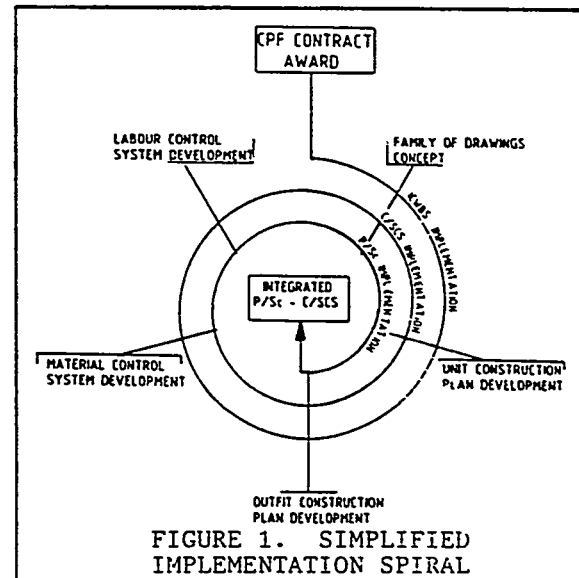 CPF CONTRACT
AWARD
LABOUR CONTROL
SYSTEM DEVELOPMENT
FAMILY OF DRAWINGS
CONCEPT
ICWBS IMPLEMENTATION
C/SCS IMPLEMENTATION
P/Sc IMPLEMENTATION
INTEGRATED
P/Sc - C/SCS
MATERIAL CONTROL
SYSTEM DEVELOPMENT
UNIT CONSTRUCTION
PLAN DEVELOPMENT
OUTFIT CONSTRUCTION
PLAN DEVELOPMENT
FIGURE 1. SIMPLIFIED
IMPLEMENTATION SPIRAL